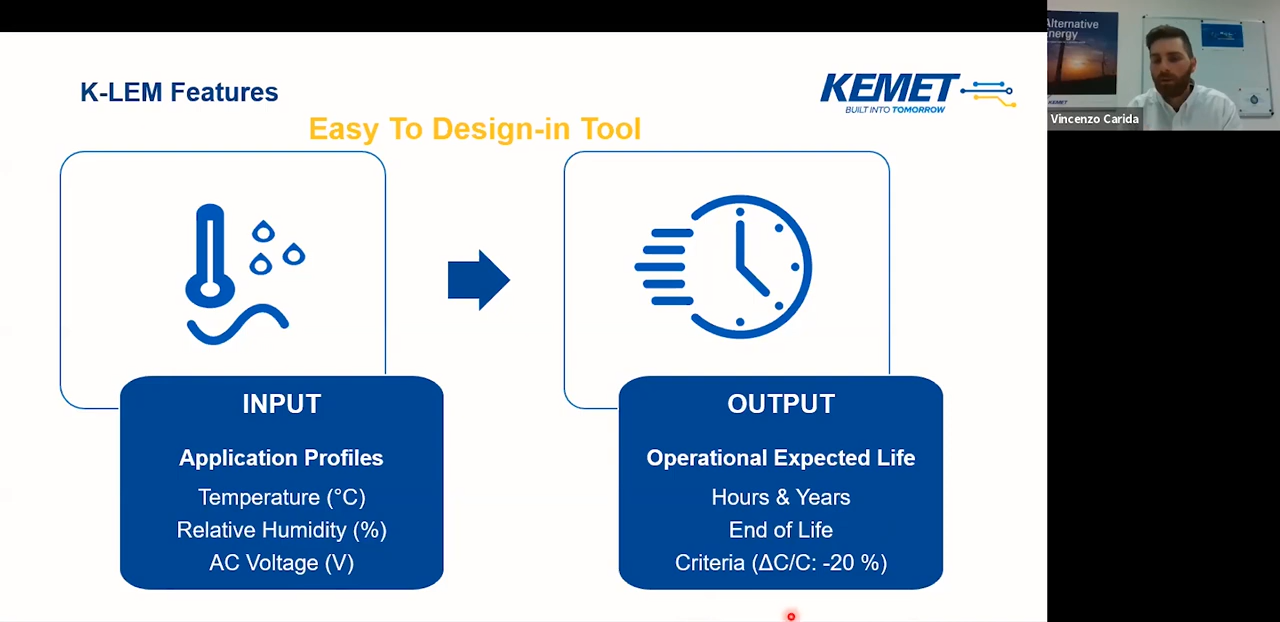 K-LEM Features
KEMET
BUILT INTO TOMORROW
Easy To Design-in Tool
INPUT
Application Profiles
Temperature (°C)
Relative Humidity (%)
AC Voltage (V)
OUTPUT
Operational Expected Life
Hours & Years
End of Life
Criteria (ΔC/C: -20 %)
Alternative
Energy
KEMET
Vincenzo Carida